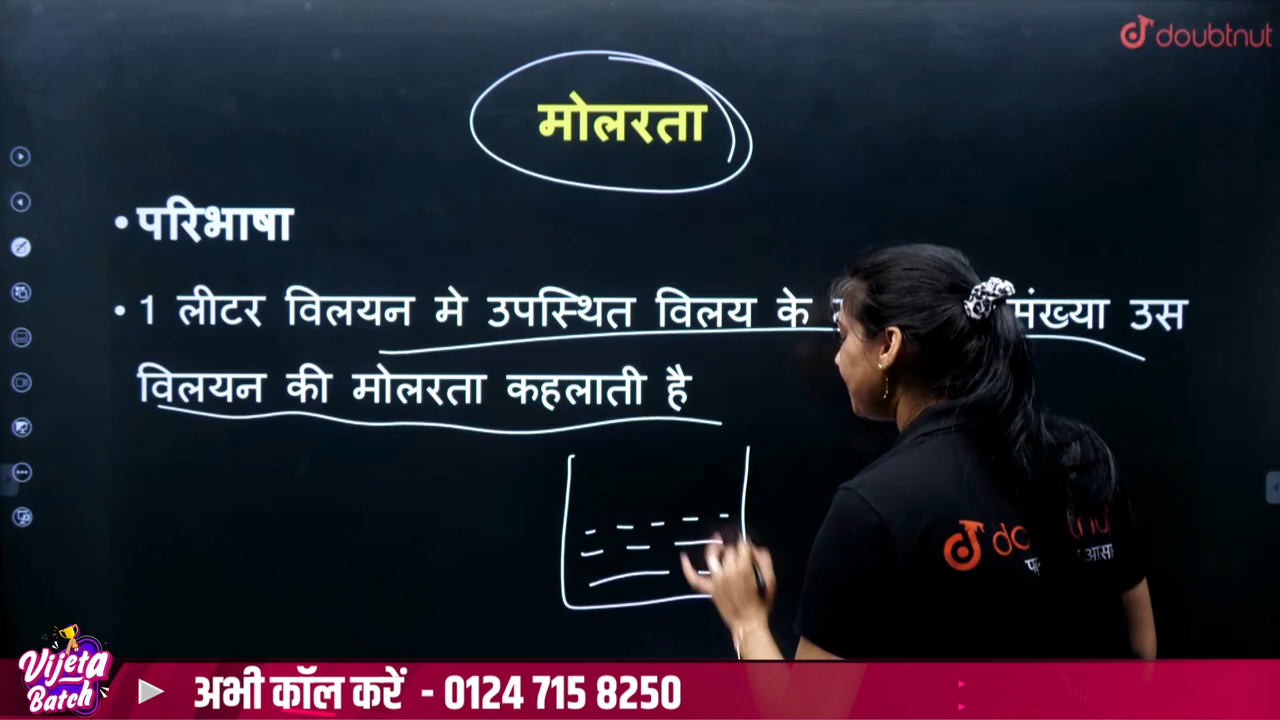 doubtnut
मोलरता
• परिभाषा
• 1 लीटर विलयन मे उपस्थित विलय के संख्या उस
विलयन की मोलरता कहलाती है
Vijeta
Batch
अभी कॉल करें - 0124 715 8250